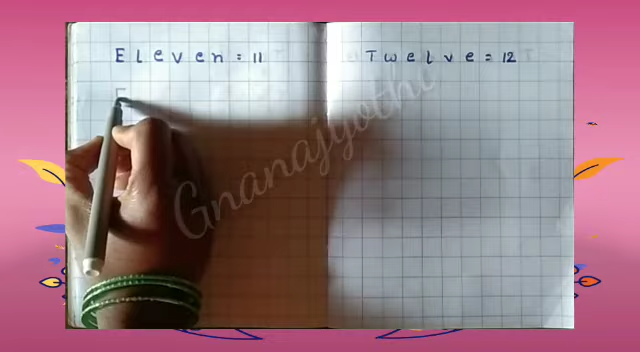 Eleven = 11
Twelve = 12
E
Gnanajyothi